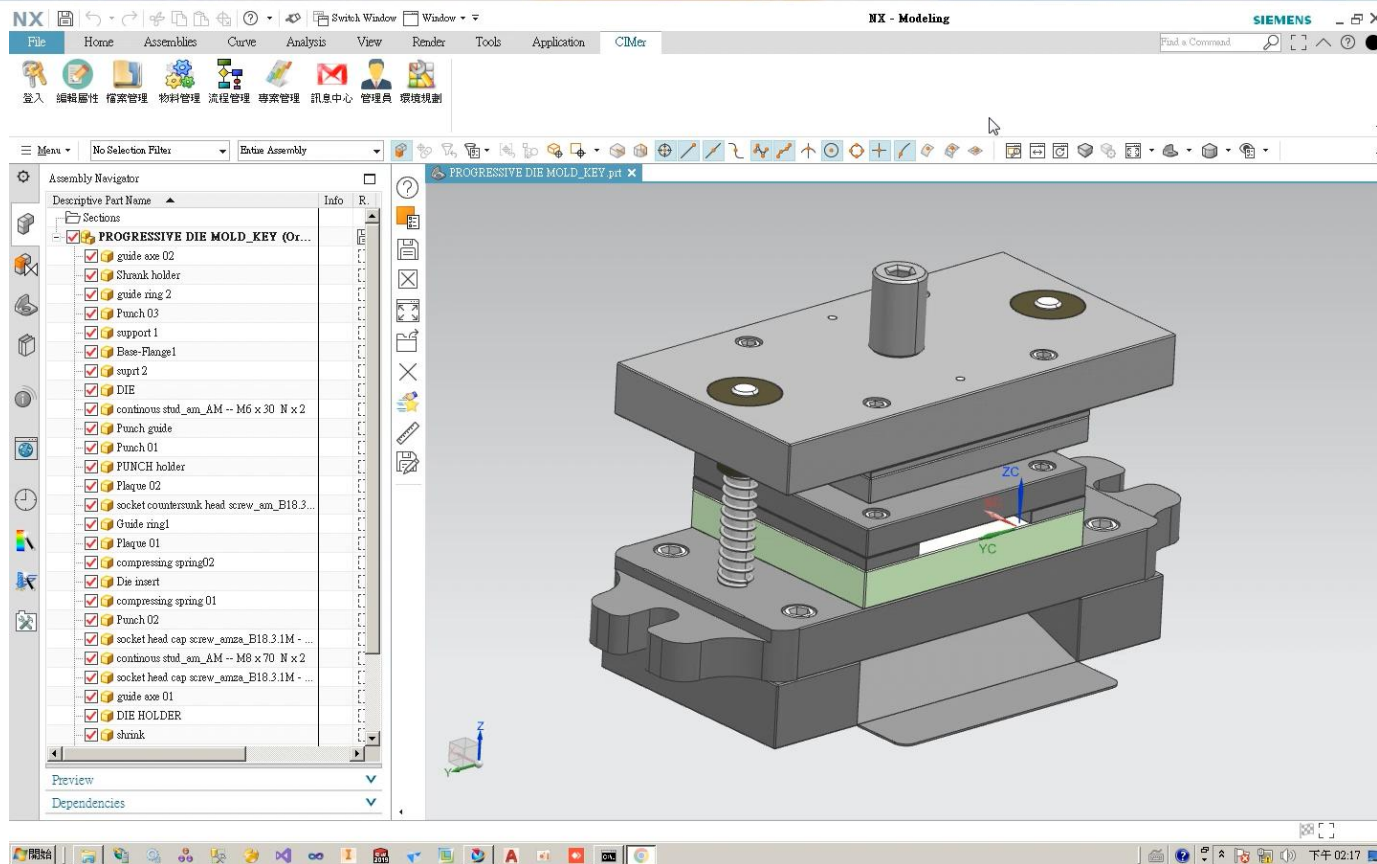 NX
Switch Window
Window
NX - Modeling
SIEMENS
File
Home
Assemblies
Curve
Analysis
View
Render
Tools
Application
CIMer
Find a Command
登入
編輯屬性
檔案管理
物料管理
流程管理
專案管理
訊息中心
管理員
環境規劃
Menu
No Selection Filter
Entire Assembly
Assembly Navigator
PROGRESSIVE DIE MOLD_KEY.prt
Descriptive Part Name
Info
R.
Sections
PROGRESSIVE DIE MOLD_KEY (Or...
guide axe 02
Shrank holder
guide ring 2
Punch 03
support 1
Base-Flange1
suprt 2
DIE
continous stud_am_AM -- M6 x 30 N x 2
Punch guide
Punch 01
PUNCH holder
Plaque 02
socket countersunk head screw_am_B18.3...
Guide ring1
Plaque 01
compressing spring02
Die insert
compressing spring 01
Punch 02
socket head cap screw_amza_B18.3.1M - ...
continous stud_am_AM -- M8 x 70 N x 2
socket head cap screw_amza_B18.3.1M - ...
guide axe 01
DIE HOLDER
shrink
Preview
Dependencies
ZC
YC
Z
Y
開始
2019
下午 02:17